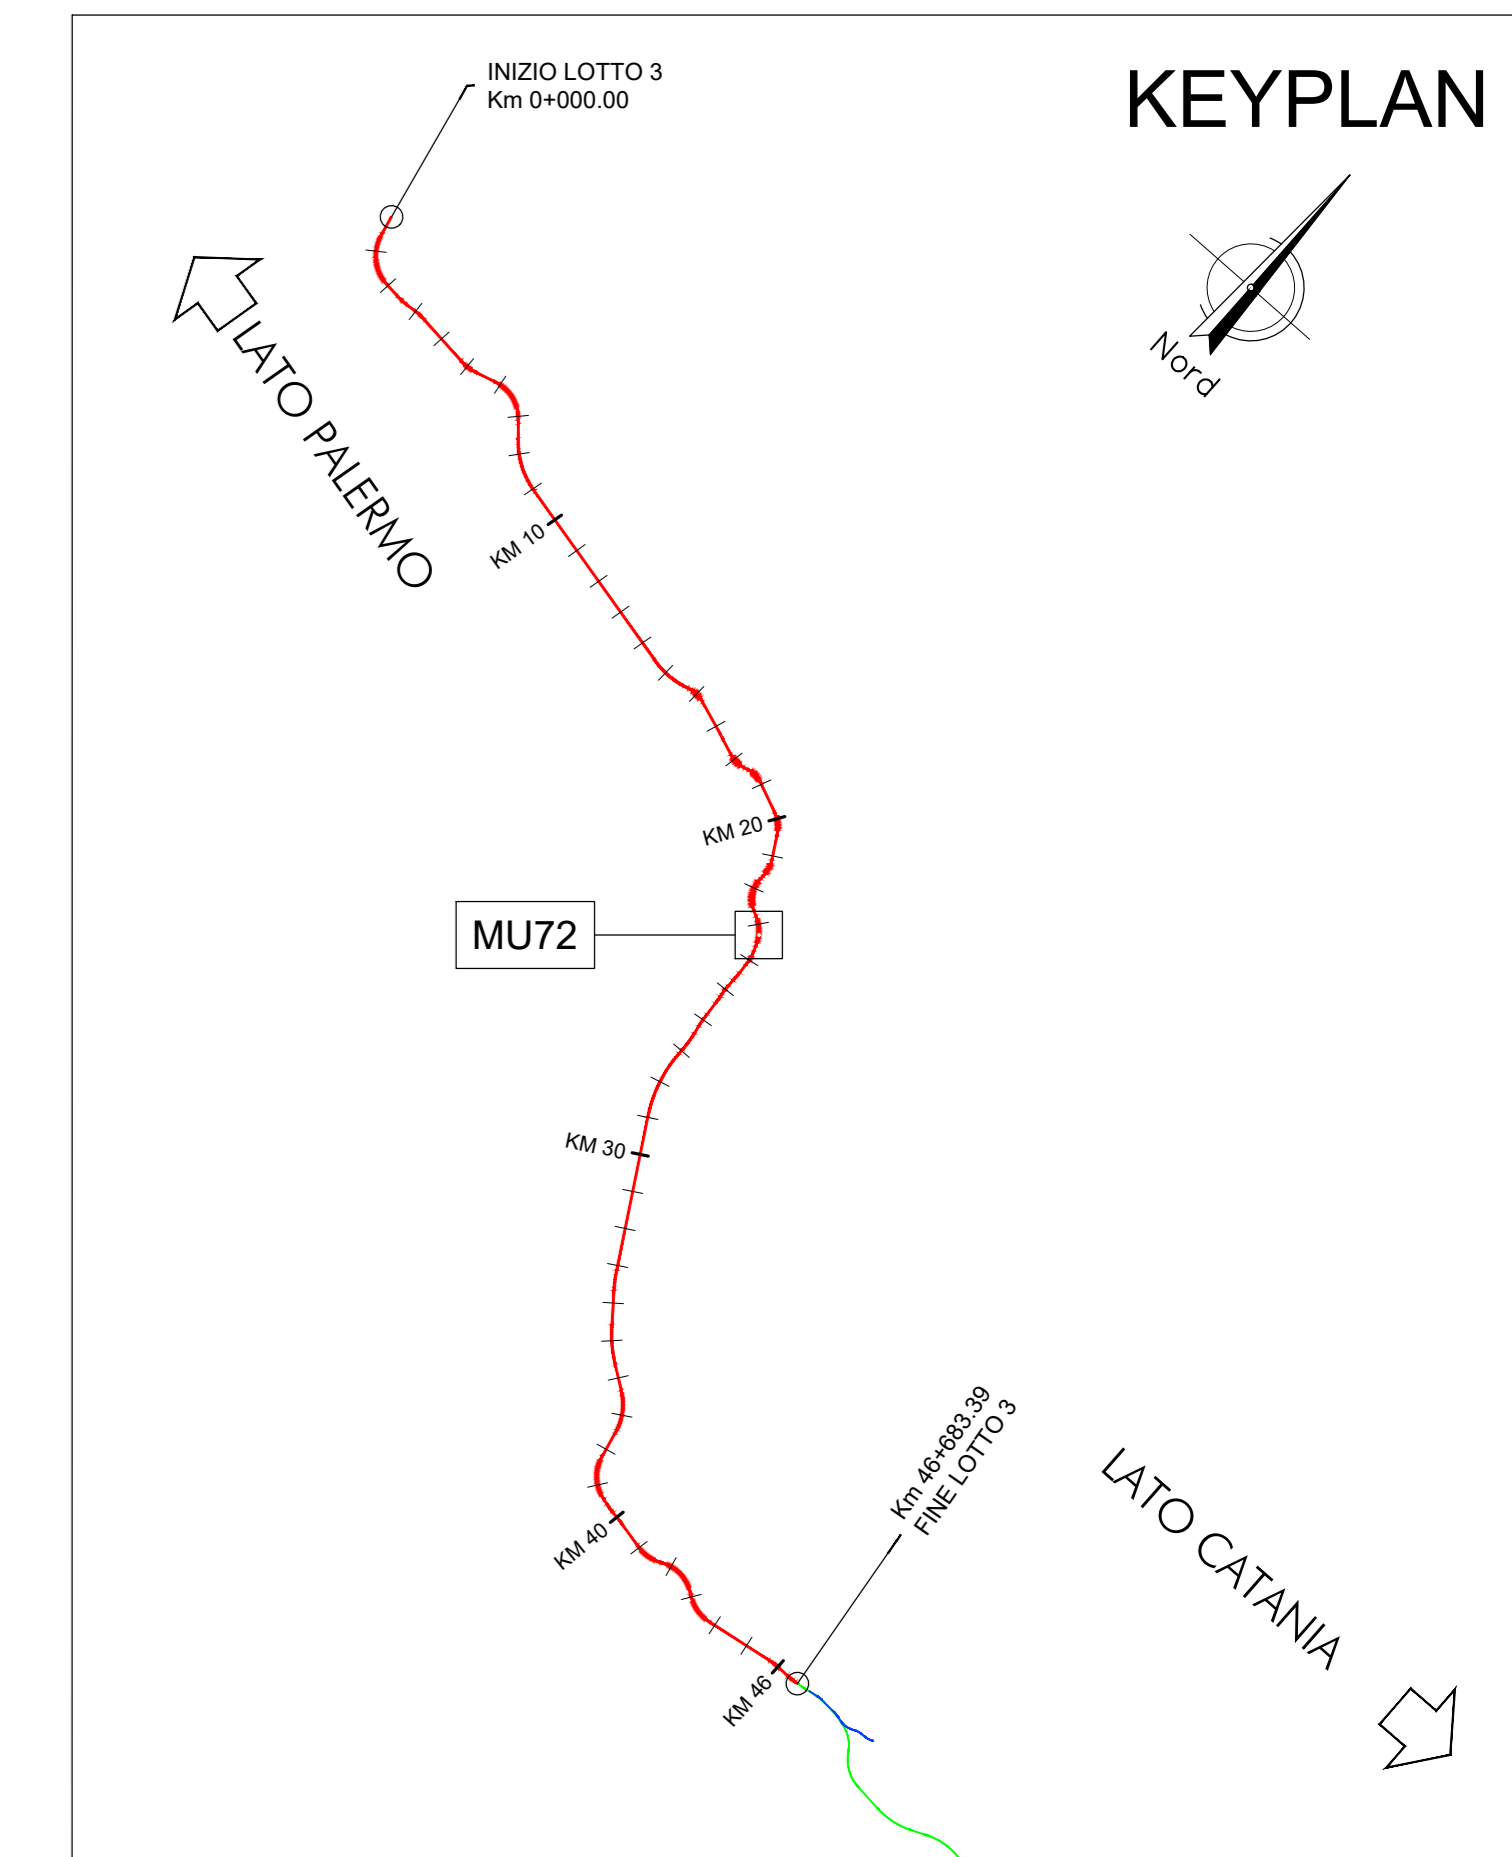 INIZIO LOTTO 3
Km 0+000.00
KEYPLAN
Nord
LATO PALERMO
KM 10
KM 20
MU72
KM 30
Km 46+683.39
FINE LOTTO 3
LATO CATANIA
KM 40
KM 46